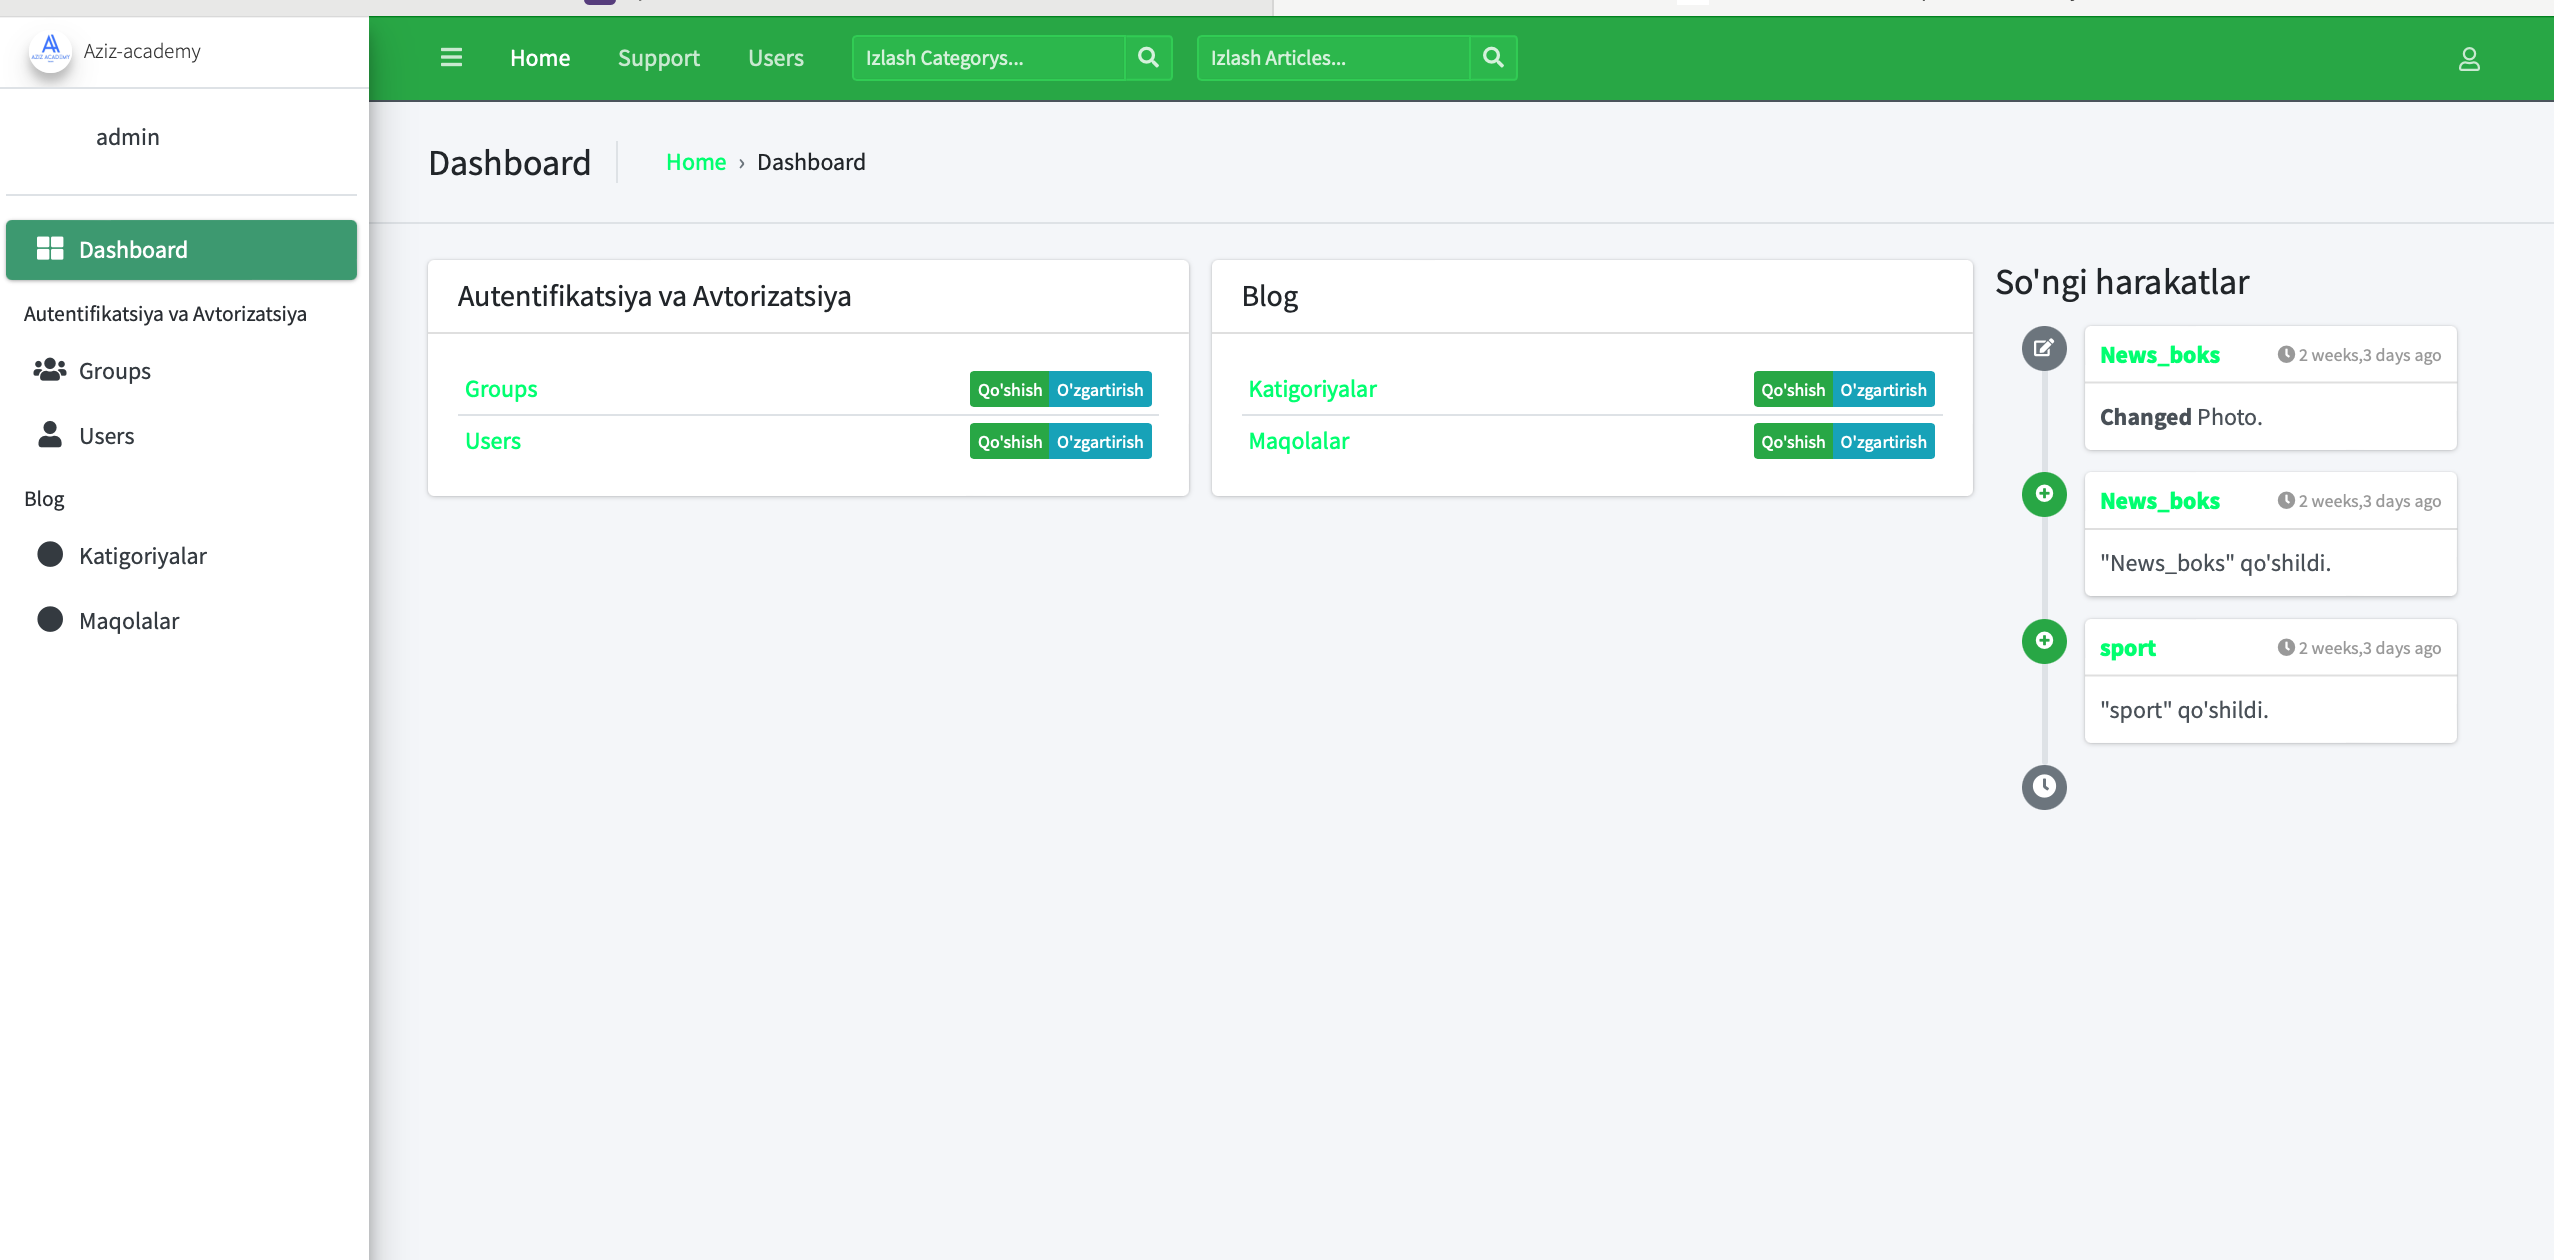 Aziz-academy
Home Support Users Izlash Categorys... Izlash Articles...
admin
Dashboard
Autentifikatsiya va Avtorizatsiya
Groups
Users
Blog
Katigoriyalar
Maqolalar
Dashboard
Home › Dashboard
Autentifikatsiya va Avtorizatsiya
Groups Qo'shish O'zgartirish
Users Qo'shish O'zgartirish
Blog
Katigoriyalar Qo'shish O'zgartirish
Maqolalar Qo'shish O'zgartirish
So'ngi harakatlar
News_boks 2 weeks,3 days ago
Changed Photo.
News_boks 2 weeks,3 days ago
"News_boks" qo'shildi.
sport 2 weeks,3 days ago
"sport" qo'shildi.